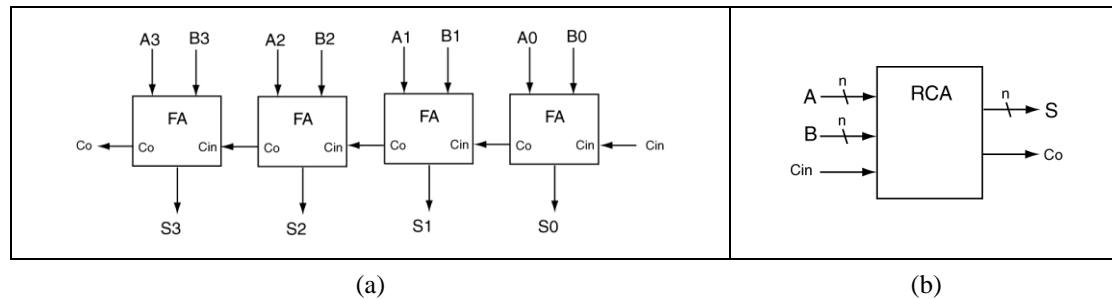 A3 B3 A2 B2 A1 B1 A0 B0
FA FA FA FA
Co Co Cin Co Cin Co Cin Co Cin Cin
S3 S2 S1 S0
(a)
RCA
n n
A S
n
B
Cin Co
(b)